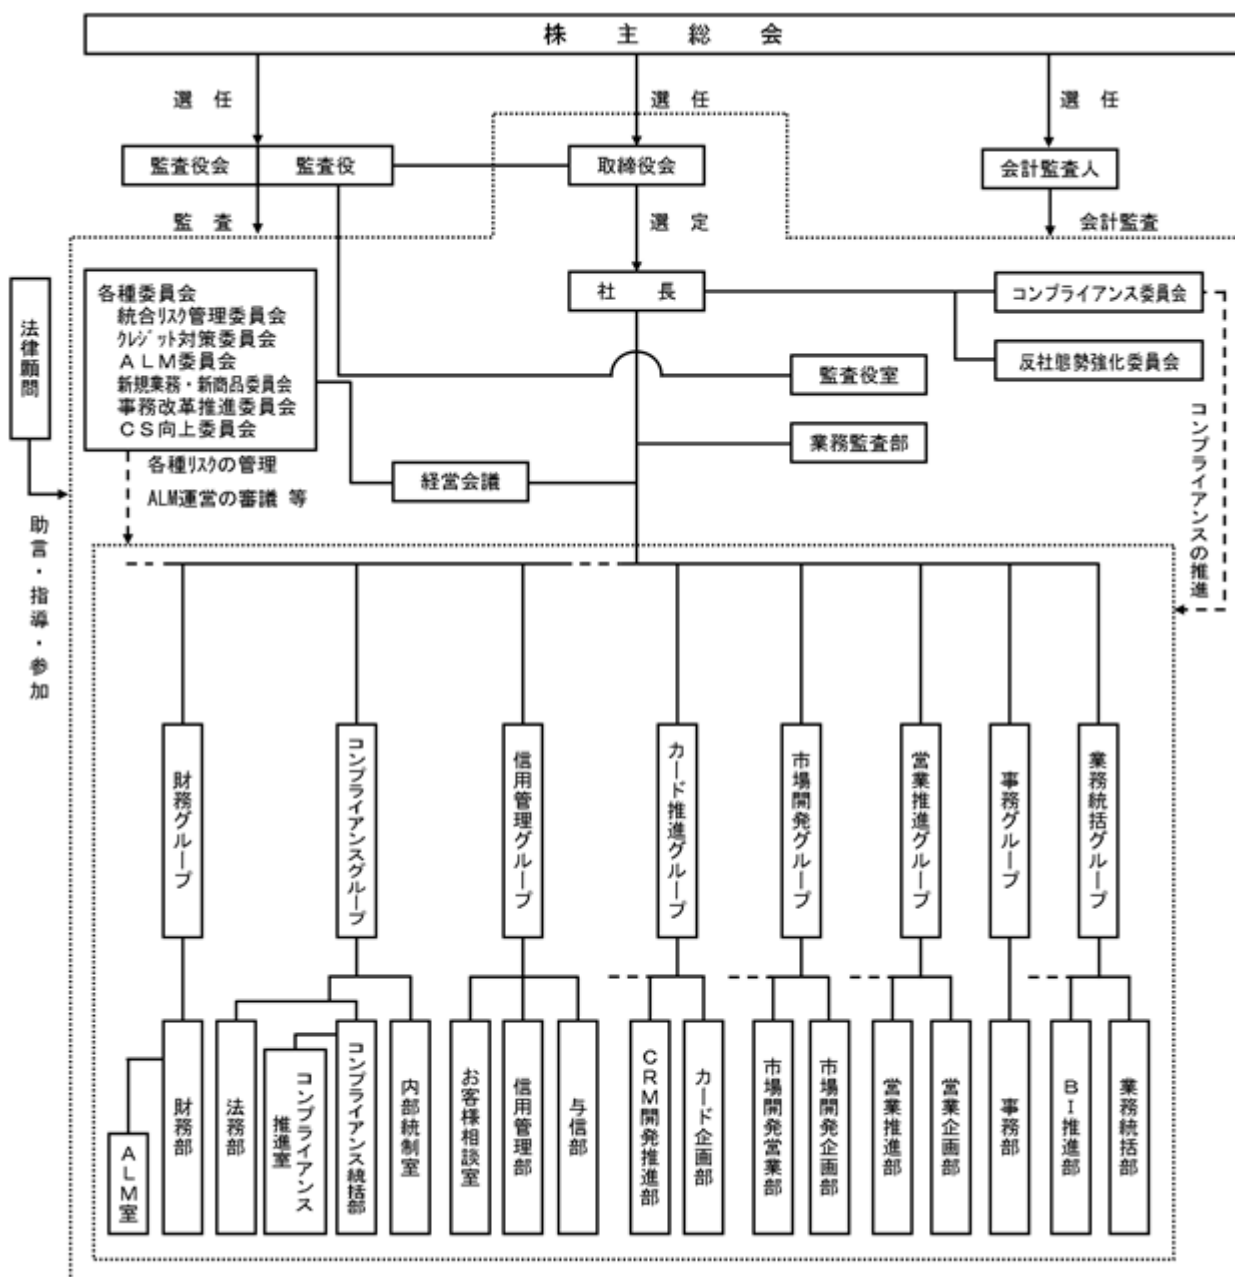 株主総会
選任
選任
選任
監査役会
監査役
取締役会
会計監査人
監査
選定
会計監査
法律顧問
助言・指導・参加
各種委員会
統合リスク管理委員会
クレジット対策委員会
ALM委員会
新規業務・新商品委員会
事務改革推進委員会
CS向上委員会
社長
コンプライアンス委員会
反社態勢強化委員会
監査役室
業務監査部
経営会議
各種リスクの管理
ALM運営の審議 等
コンプライアンスの推進
財務グループ
コンプライアンスグループ
信用管理グループ
カード推進グループ
市場開発グループ
営業推進グループ
事務グループ
業務統括グループ
ALM室
財務部
法務部
コンプライアンス
推進室
コンプライアンス統括部
内部統制室
お客様相談室
信用管理部
与信部
CRM開発推進部
カード企画部
市場開発営業部
市場開発企画部
営業推進部
営業企画部
事務部
BI推進部
業務統括部